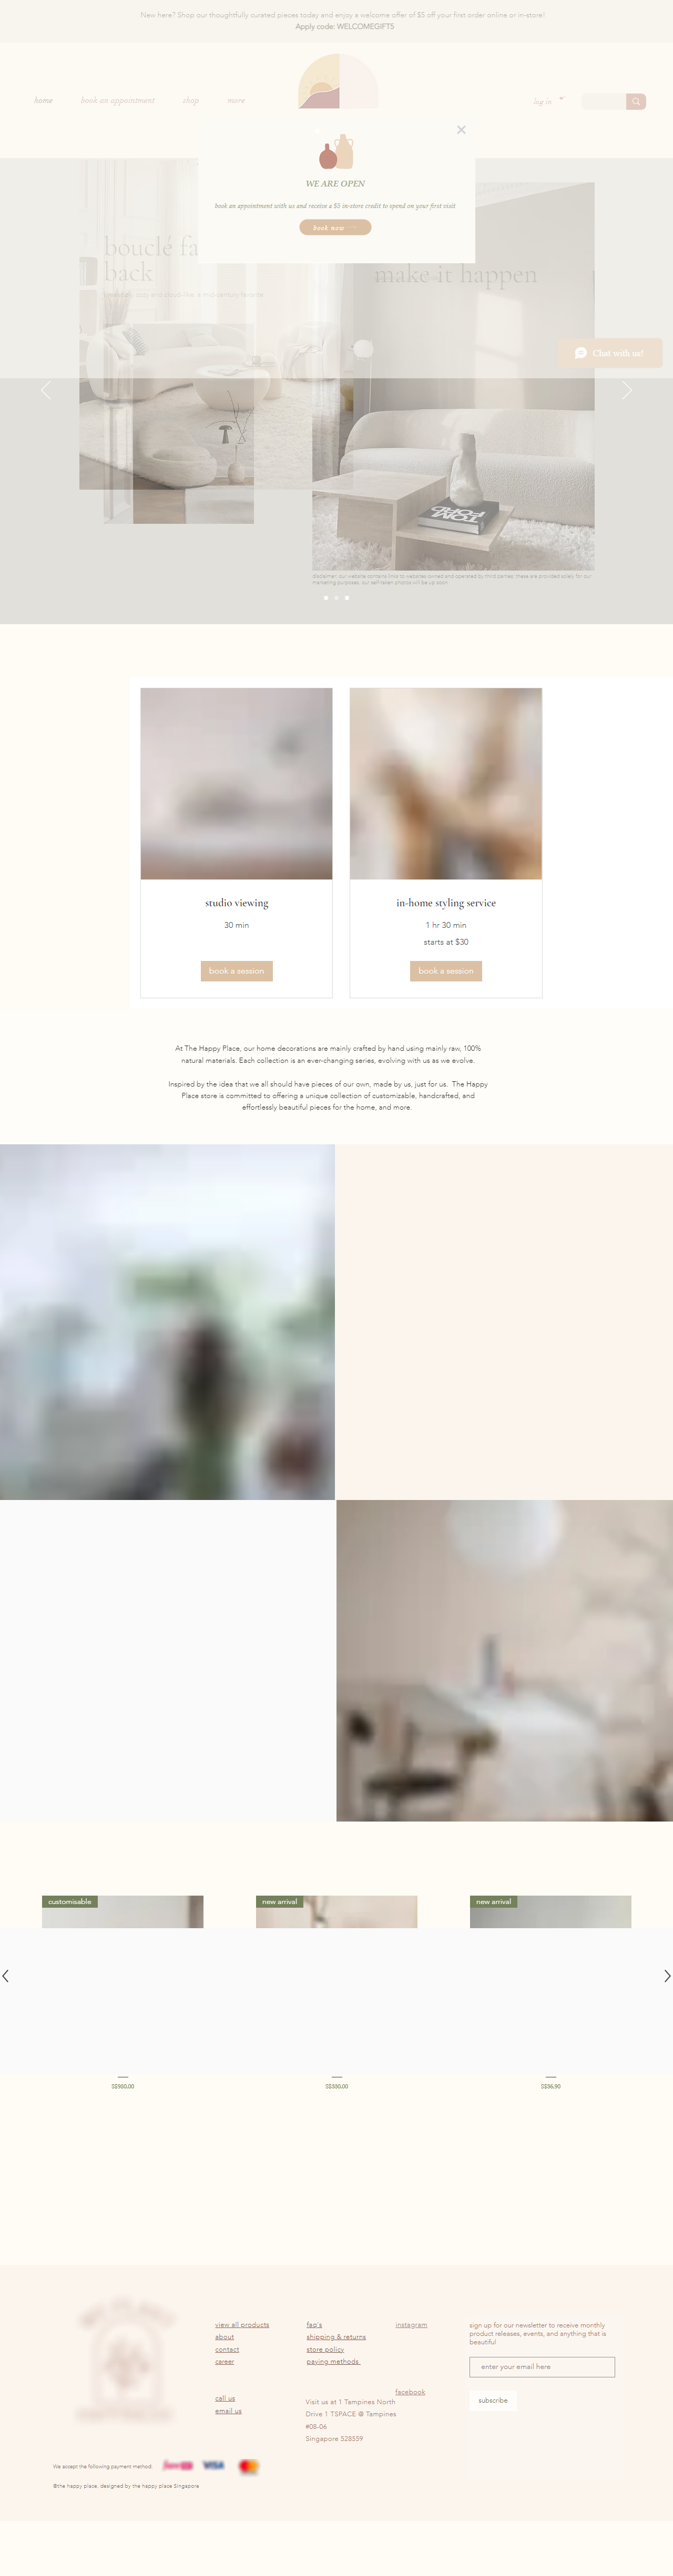 New here? Shop our thoughtfully curated pieces today and enjoy a welcome offer of $5 off your first order online or in-store!
Apply code: WELCOMEGIFTS
home
book an appointment
shop
more
log in
WE ARE OPEN
book an appointment with us and receive a $5 in-store credit to spend on your first visit
book now
boucle fa
back
make it happen
Chat with us!
TOM
FORD
disclaimer: our website contains links to websites owned and operated by third parties. these are provided solely for our
marketing purposes. our self-taken photos will be up soon
studio viewing
30 min
book a session
in-home styling service
1 hr 30 min
starts at $30
book a session
At The Happy Place, our home decorations are mainly crafted by hand using mainly raw, 100%
natural materials. Each collection is an ever-changing series, evolving with us as we evolve.
Inspired by the idea that we all should have pieces of our own, made by us, just for us. The Happy
Place store is committed to offering a unique collection of customizable, handcrafted, and
effortlessly beautiful pieces for the home, and more.
customisable
new arrival
new arrival
S$980.00
S$330.00
S$36.90
view all products
about
contact
career
call us
email us
faq's
shipping & returns
store policy
paying methods
Visit us at 1 Tampines North
Drive 1 TSPACE @ Tampines
#08-06
Singapore 528559
instagram
facebook
sign up for our newsletter to receive monthly
product releases, events, and anything that is
beautiful
enter your email here
subscribe
We accept the following payment method:
VISA
©the happy place, designed by the happy place Singapore